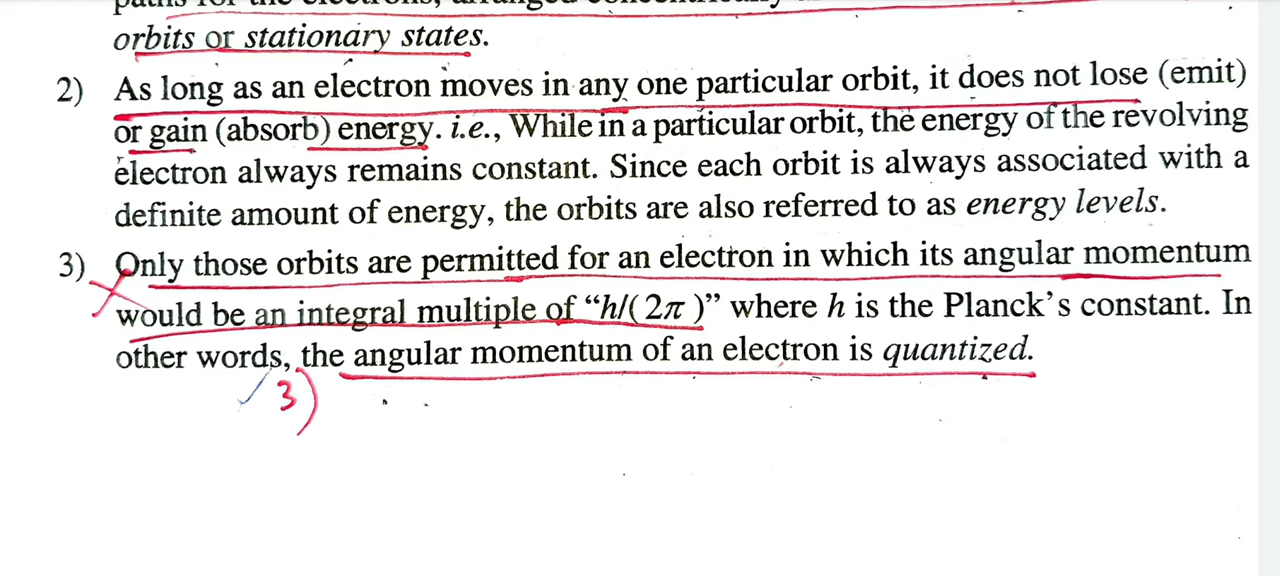 orbits or stationary states.
2) As long as an electron moves in any one particular orbit, it does not lose (emit)
or gain (absorb) energy. i.e., While in a particular orbit, the energy of the revolving
electron always remains constant. Since each orbit is always associated with a
definite amount of energy, the orbits are also referred to as energy levels.
3) Only those orbits are permitted for an electron in which its angular momentum
would be an integral multiple of “h/(2π)” where h is the Planck’s constant. In
other words, the angular momentum of an electron is quantized.
3)